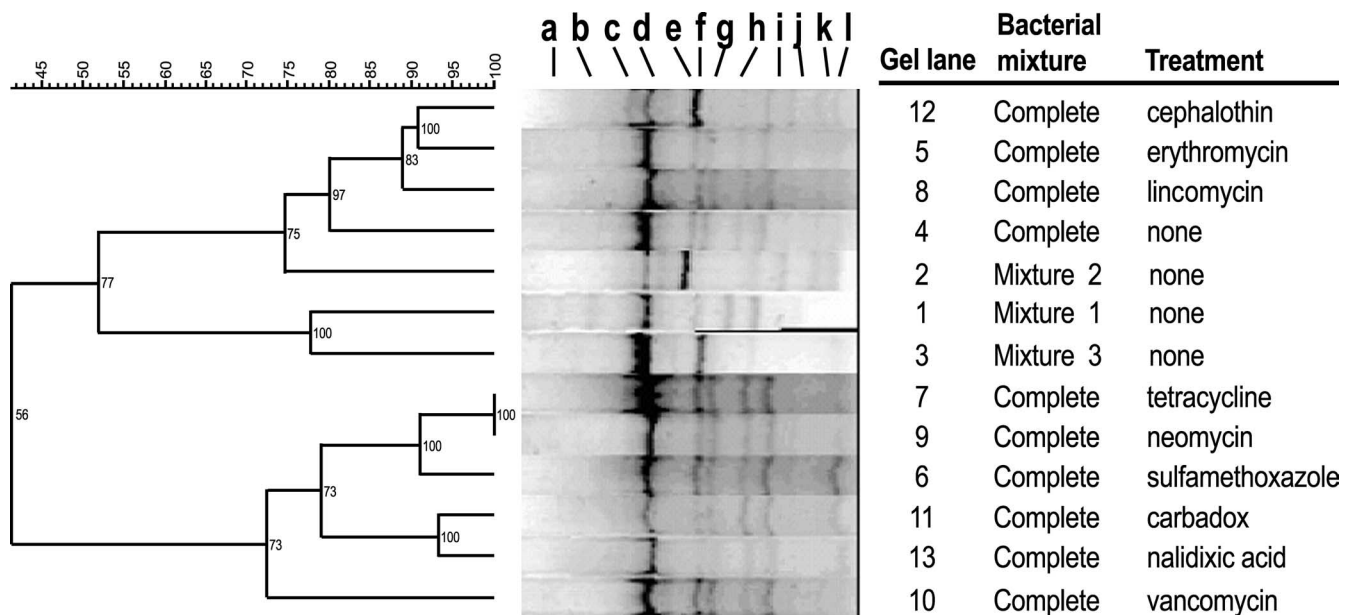 45 50 55 60 65 70 75 80 85 90 95 100
a b c d e f g h i j k l
Bacterial
Gel lane mixture Treatment
12 Complete cephalothin
5 Complete erythromycin
8 Complete lincomycin
4 Complete none
2 Mixture 2 none
1 Mixture 1 none
3 Mixture 3 none
7 Complete tetracycline
9 Complete neomycin
6 Complete sulfamethoxazole
11 Complete carbadox
13 Complete nalidixic acid
10 Complete vancomycin
100
83
97
75
77
100
56
100
100
73
100
73